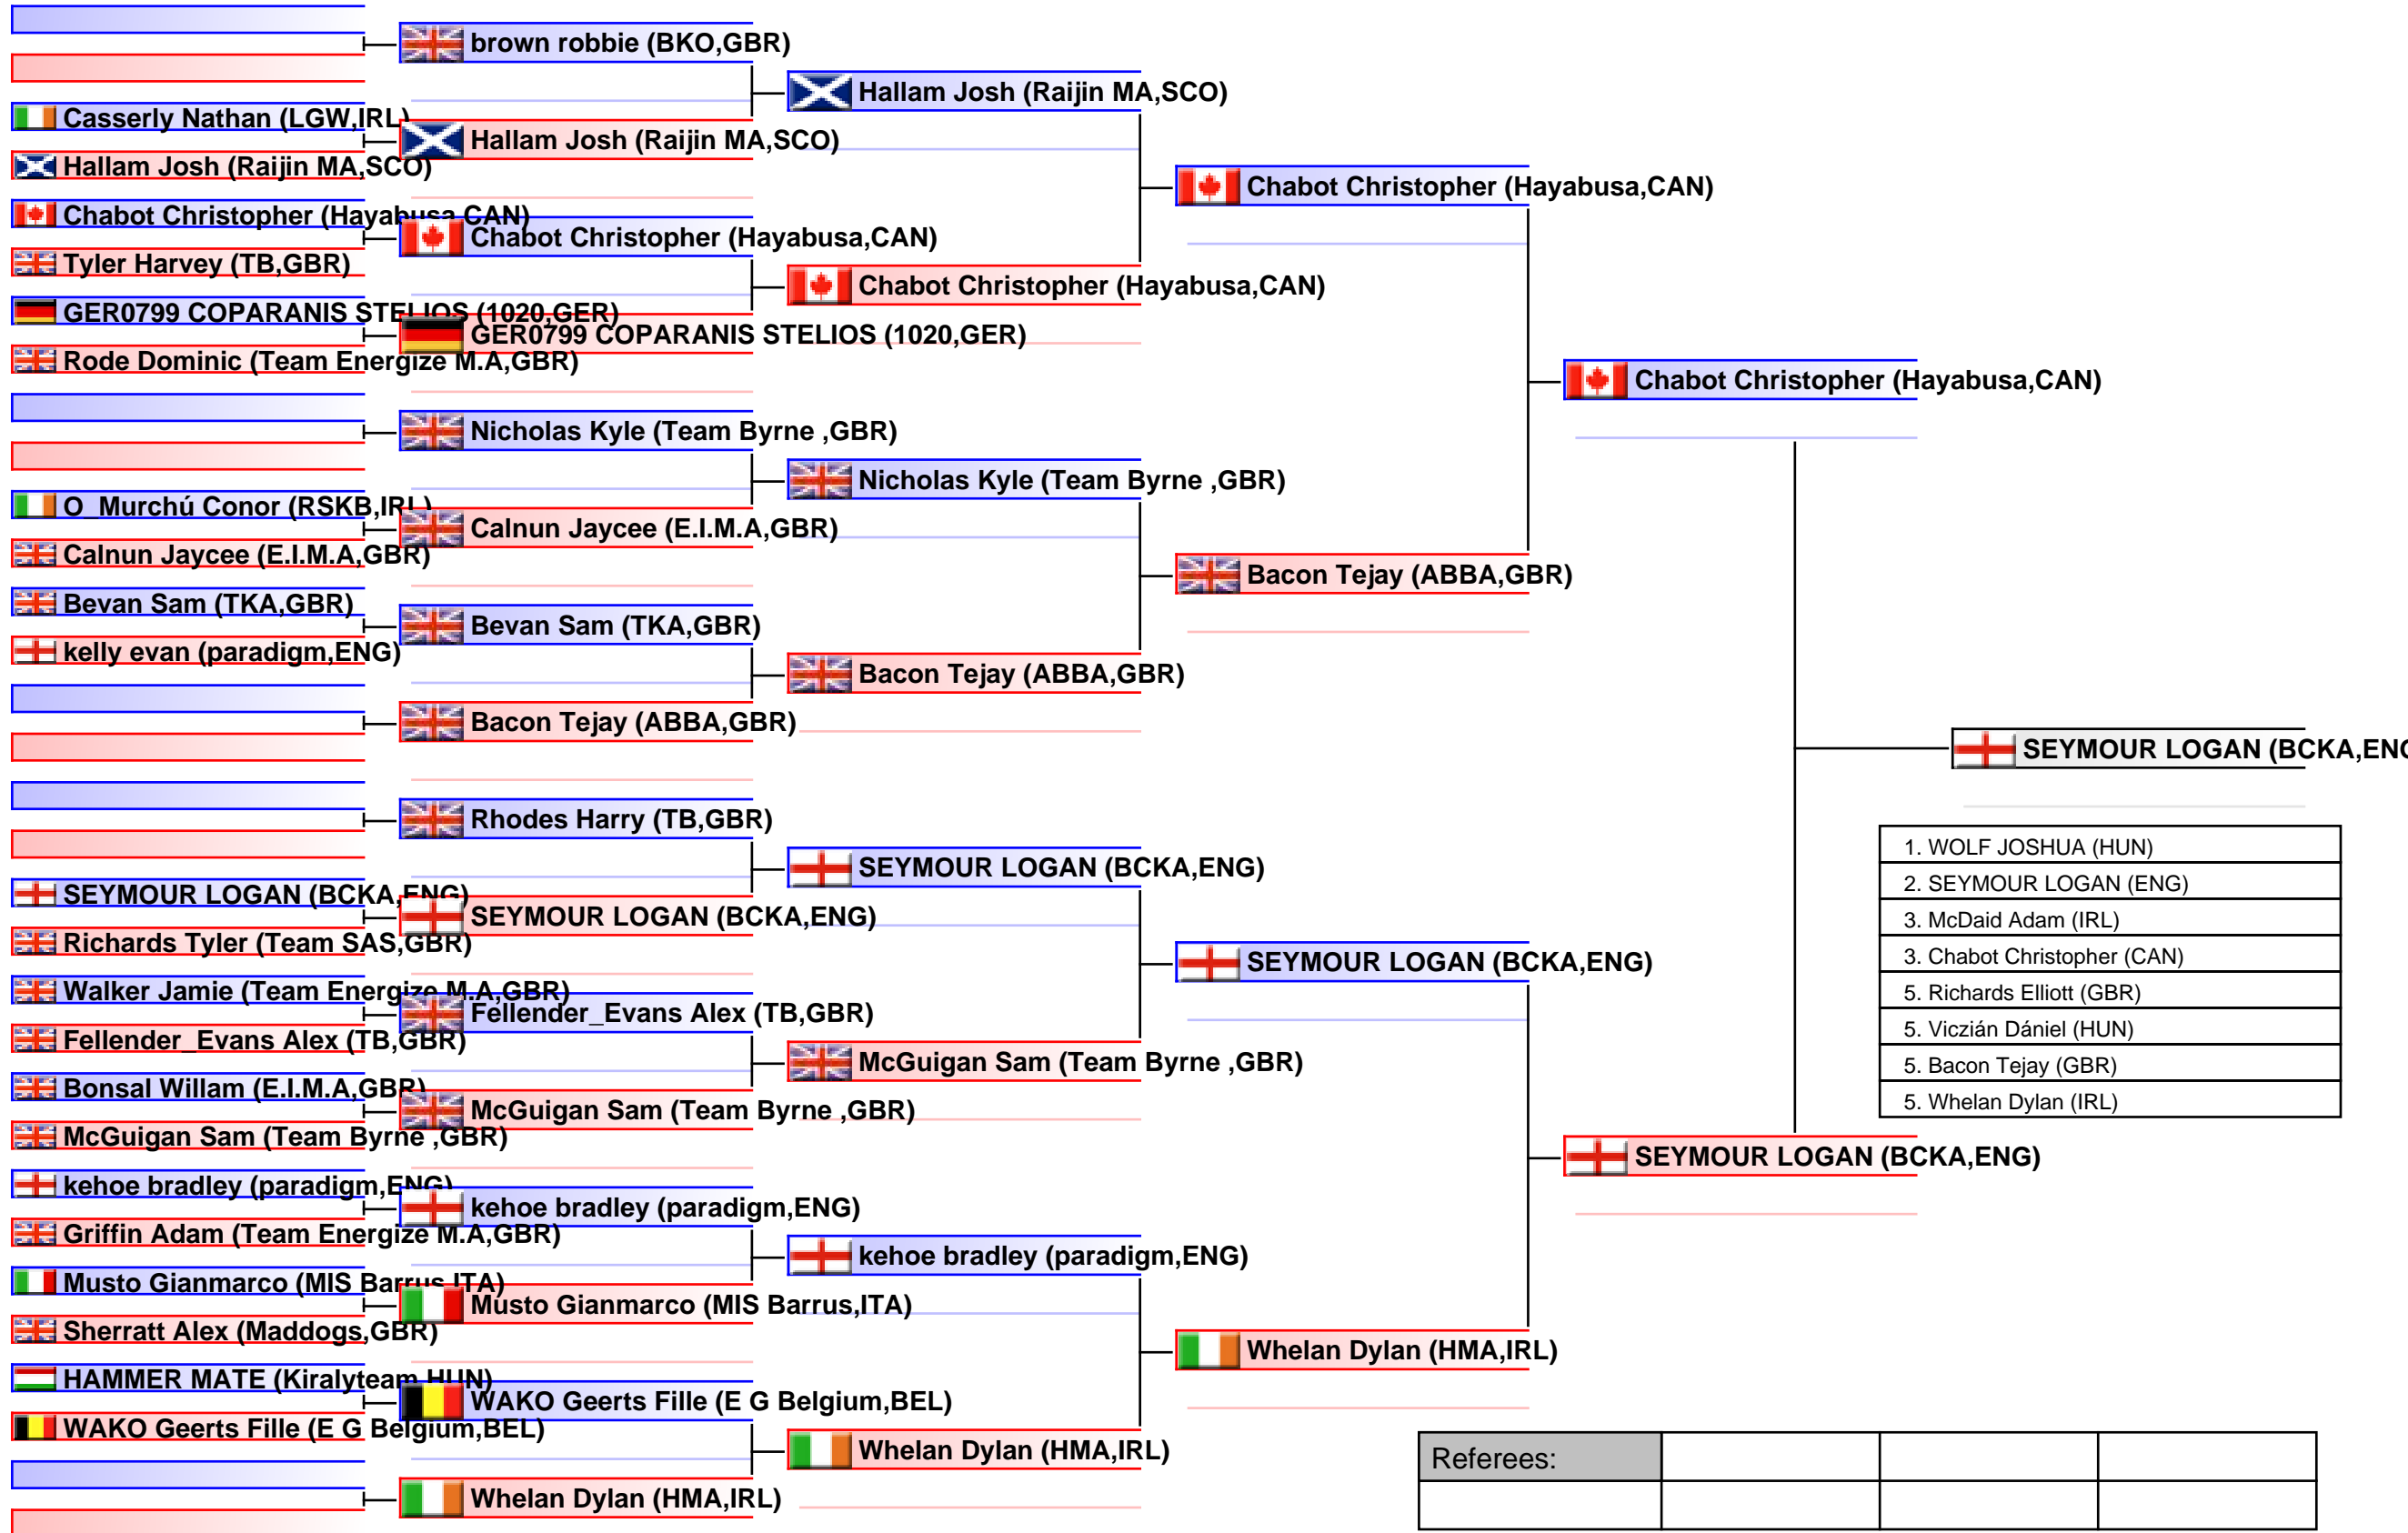 brown robbie (BKO,GBR)
Casserly Nathan (LGW,IRL)
Hallam Josh (Raijin MA,SCO)
Hallam Josh (Raijin MA,SCO)
Hallam Josh (Raijin MA,SCO)
Chabot Christopher (Hayabusa,CAN)
Chabot Christopher (Hayabusa,CAN)
Chabot Christopher (Hayabusa,CAN)
Tyler Harvey (TB,GBR)
Chabot Christopher (Hayabusa,CAN)
GER0799 COPARANIS STELIOS (1020,GER)
GER0799 COPARANIS STELIOS (1020,GER)
Rode Dominic (Team Energize M.A,GBR)
Chabot Christopher (Hayabusa,CAN)
Nicholas Kyle (Team Byrne ,GBR)
Nicholas Kyle (Team Byrne ,GBR)
O_Murchú Conor (RSKB,IRL)
Calnun Jaycee (E.I.M.A,GBR)
Calnun Jaycee (E.I.M.A,GBR)
Bacon Tejay (ABBA,GBR)
Bevan Sam (TKA,GBR)
Bevan Sam (TKA,GBR)
kelly evan (paradigm,ENG)
Bacon Tejay (ABBA,GBR)
Bacon Tejay (ABBA,GBR)
SEYMOUR LOGAN (BCKA,ENG
Rhodes Harry (TB,GBR)
SEYMOUR LOGAN (BCKA,ENG)
SEYMOUR LOGAN (BCKA,ENG)
SEYMOUR LOGAN (BCKA,ENG)
Richards Tyler (Team SAS,GBR)
SEYMOUR LOGAN (BCKA,ENG)
Walker Jamie (Team Energize M.A,GBR)
Fellender_Evans Alex (TB,GBR)
Fellender_Evans Alex (TB,GBR)
McGuigan Sam (Team Byrne ,GBR)
Bonsal Willam (E.I.M.A,GBR)
McGuigan Sam (Team Byrne ,GBR)
McGuigan Sam (Team Byrne ,GBR)
SEYMOUR LOGAN (BCKA,ENG)
kehoe bradley (paradigm,ENG)
kehoe bradley (paradigm,ENG)
Griffin Adam (Team Energize M.A,GBR)
kehoe bradley (paradigm,ENG)
Musto Gianmarco (MIS Barrus,ITA)
Musto Gianmarco (MIS Barrus,ITA)
Sherratt Alex (Maddogs,GBR)
Whelan Dylan (HMA,IRL)
HAMMER MATE (Kiralyteam,HUN)
WAKO Geerts Fille (E G Belgium,BEL)
WAKO Geerts Fille (E G Belgium,BEL)
Whelan Dylan (HMA,IRL)
Whelan Dylan (HMA,IRL)
1. WOLF JOSHUA (HUN)
2. SEYMOUR LOGAN (ENG)
3. McDaid Adam (IRL)
3. Chabot Christopher (CAN)
5. Richards Elliott (GBR)
5. Viczián Dániel (HUN)
5. Bacon Tejay (GBR)
5. Whelan Dylan (IRL)
Referees: